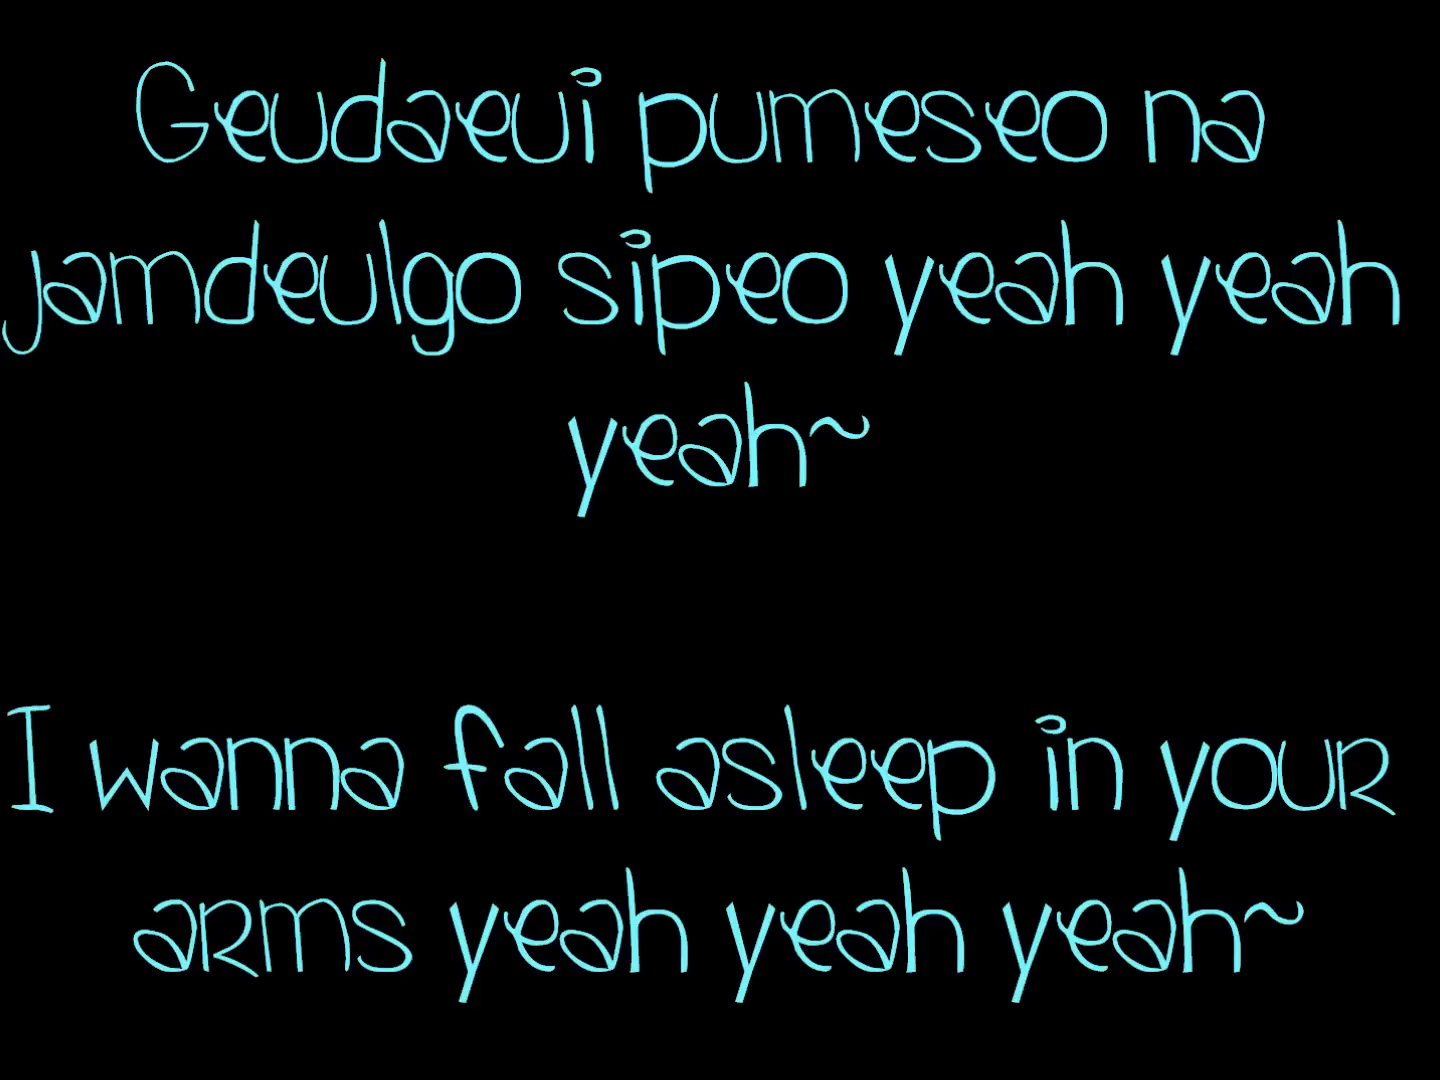 Geudaeui pumeseo na
jamdeulgo sipeo yeah yeah
yeah~
I wanna fall asleep in your
arms yeah yeah yeah~